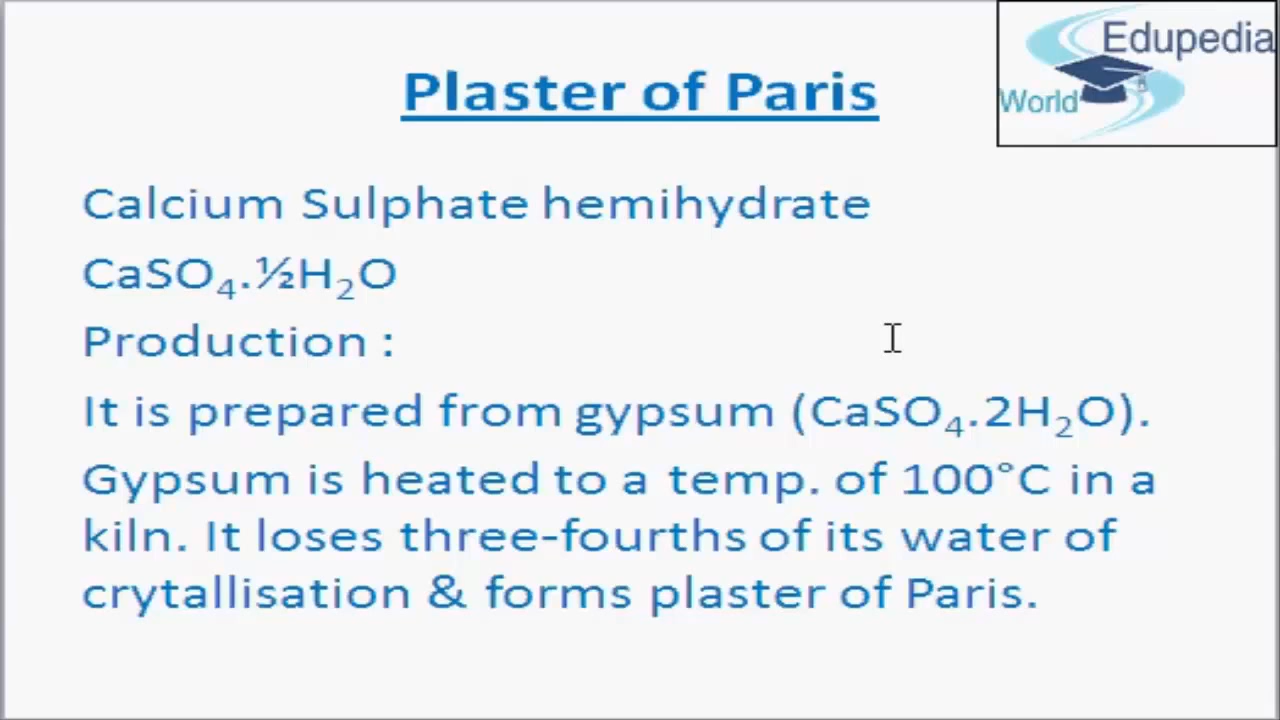 Edupedia
World
Plaster of Paris
Calcium Sulphate hemihydrate
CaSO₄.½H₂O
Production :
It is prepared from gypsum (CaSO₄.2H₂O).
Gypsum is heated to a temp. of 100°C in a
kiln. It loses three-fourths of its water of
crytallisation & forms plaster of Paris.